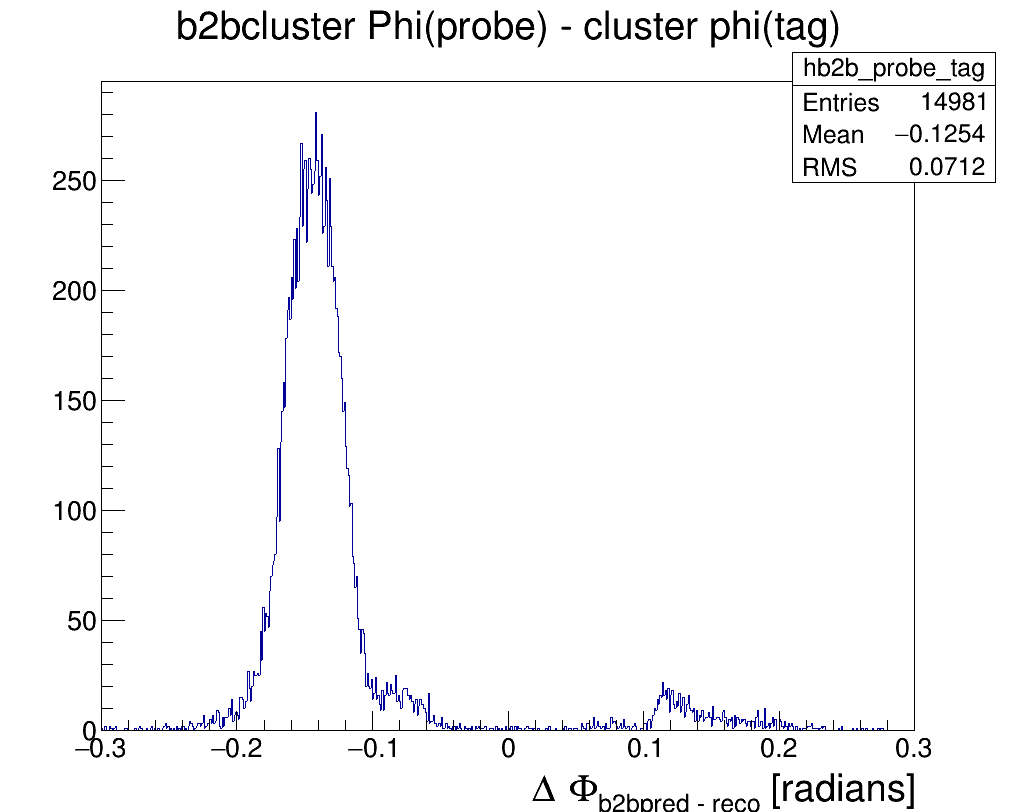 b2bcluster Phi(probe) - cluster phi(tag)
hb2b_probe_tag
Entries 14981
Mean −0.1254
RMS 0.0712
250
200
150
100
50
0
−0.3 −0.2 −0.1 0 0.1 0.2 0.3
Δ Φb2bpred - reco [radians]